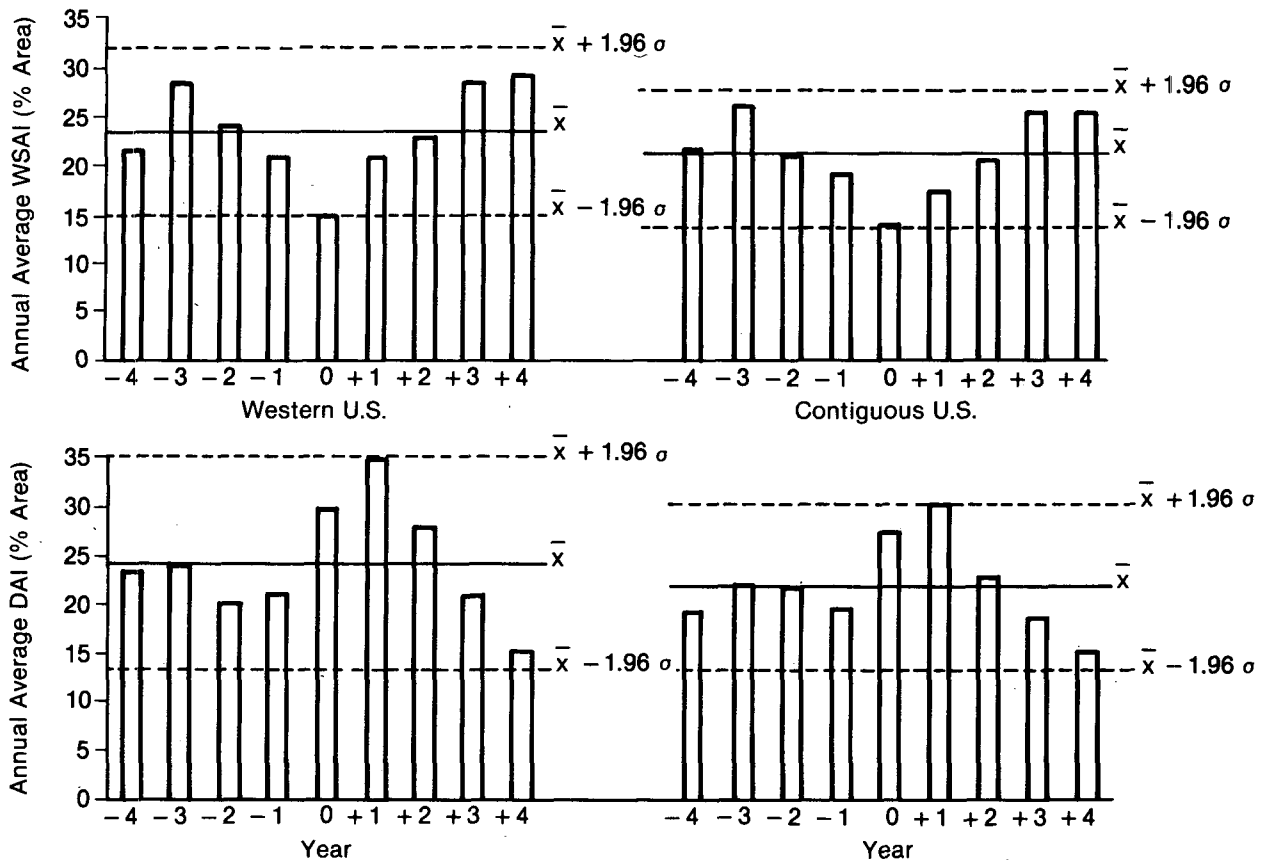 Annual Average WSAI (% Area)
35
30
25
20
15
10
5
0
x̄ + 1.96 σ
x̄
x̄ − 1.96 σ
−4 −3 −2 −1 0 +1 +2 +3 +4
Western U.S.
x̄ + 1.96 σ
x̄
x̄ − 1.96 σ
−4 −3 −2 −1 0 +1 +2 +3 +4
Contiguous U.S.
Annual Average DAI (% Area)
35
30
25
20
15
10
5
0
x̄ + 1.96 σ
x̄
x̄ − 1.96 σ
−4 −3 −2 −1 0 +1 +2 +3 +4
Year
x̄ + 1.96 σ
x̄
x̄ − 1.96 σ
−4 −3 −2 −1 0 +1 +2 +3 +4
Year